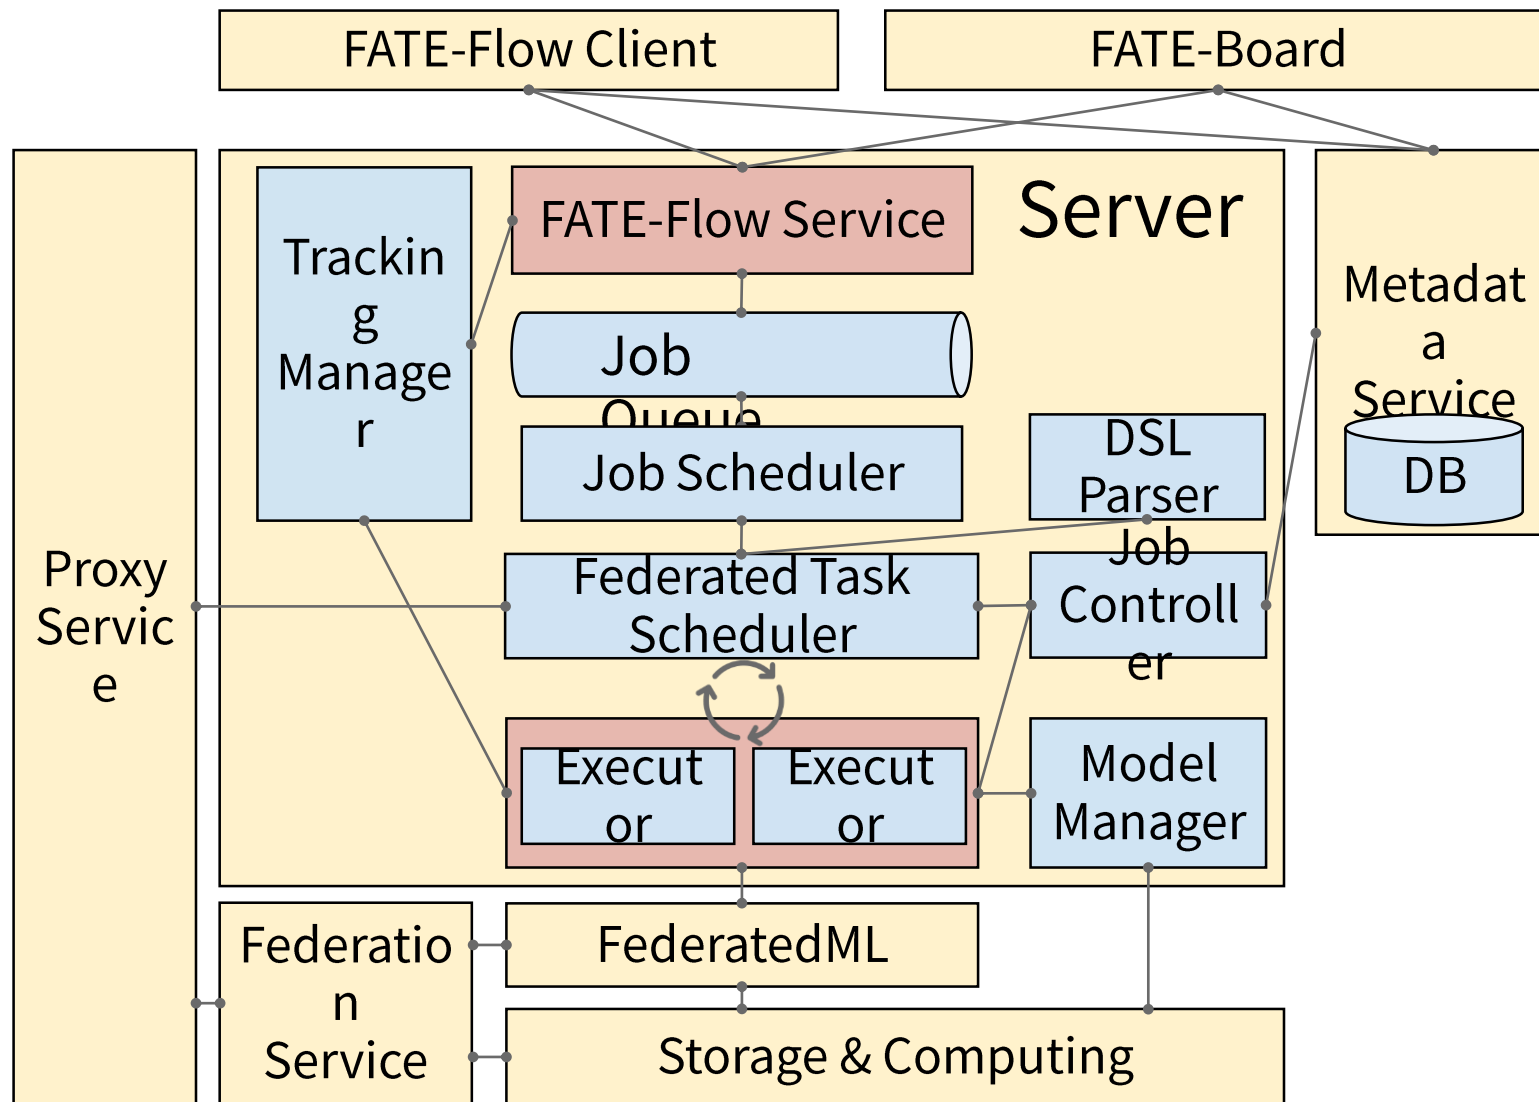 FATE-Flow Client
FATE-Board
Server
FATE-Flow Service
Trackin
g
Manage
r
Metadat
a
Service
DB
Job
Queue
Job Scheduler
DSL
Parser
Proxy
Servic
e
Federated Task
Scheduler
Job
Controll
er
Execut
or
Execut
or
Model
Manager
Federatio
n
Service
FederatedML
Storage & Computing